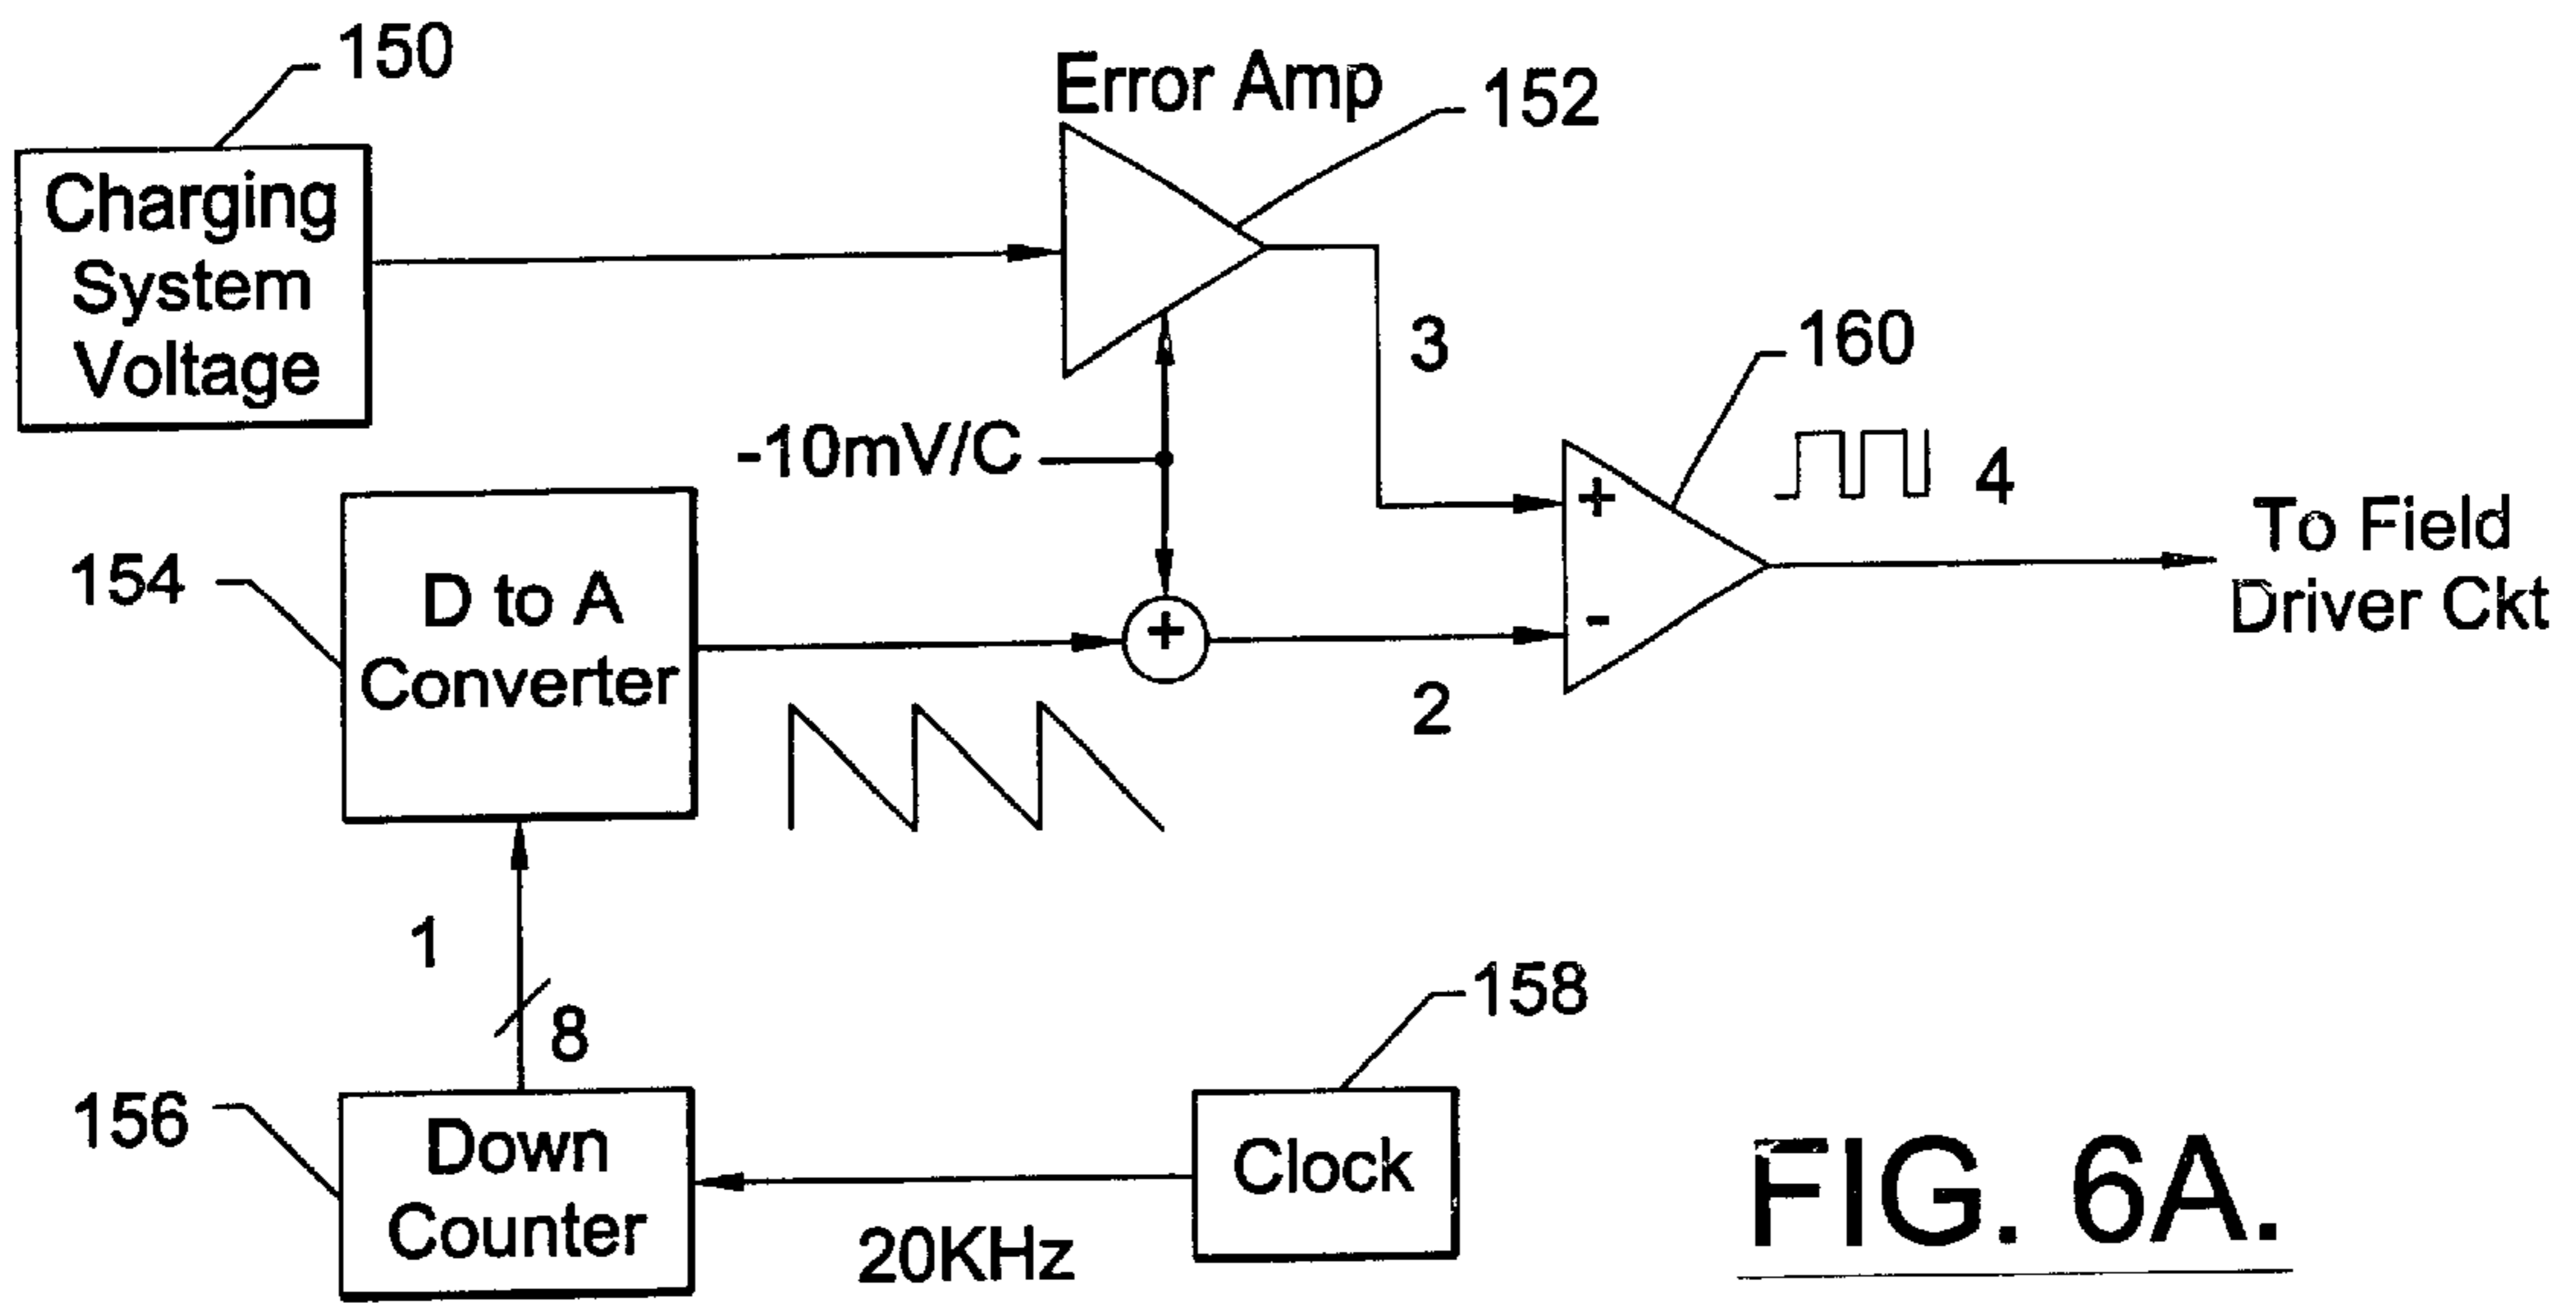 150
Error Amp
152
Charging
System
Voltage
3
160
-10mV/C
+
4
To Field
Driver Ckt
154
D to A
Converter
+
-
2
1
8
158
156
Down
Counter
Clock
20KHz
FIG. 6A.